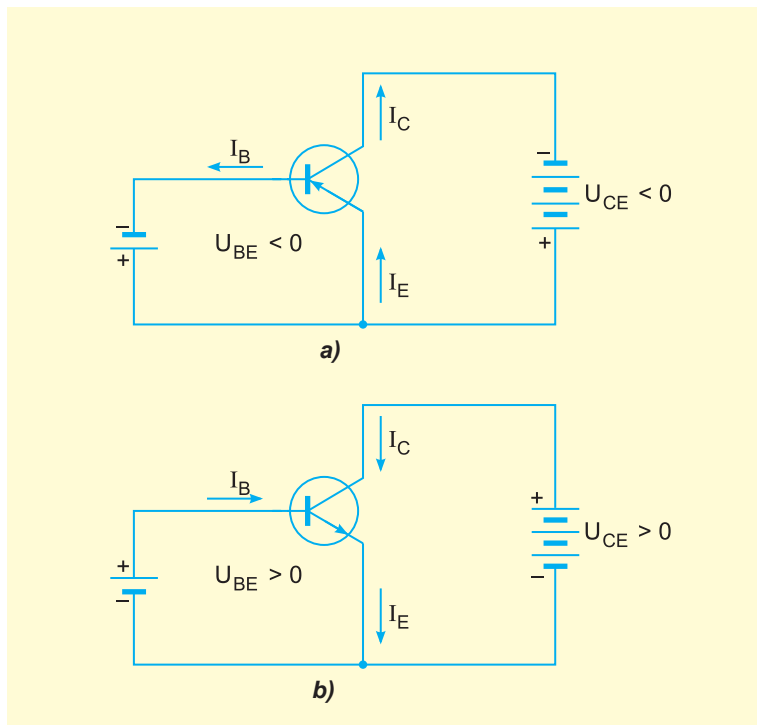 I_C
I_B
−
−
U_CE < 0
U_BE < 0
+
+
I_E
a)
I_C
I_B
+
U_CE > 0
+
U_BE > 0
−
−
I_E
b)